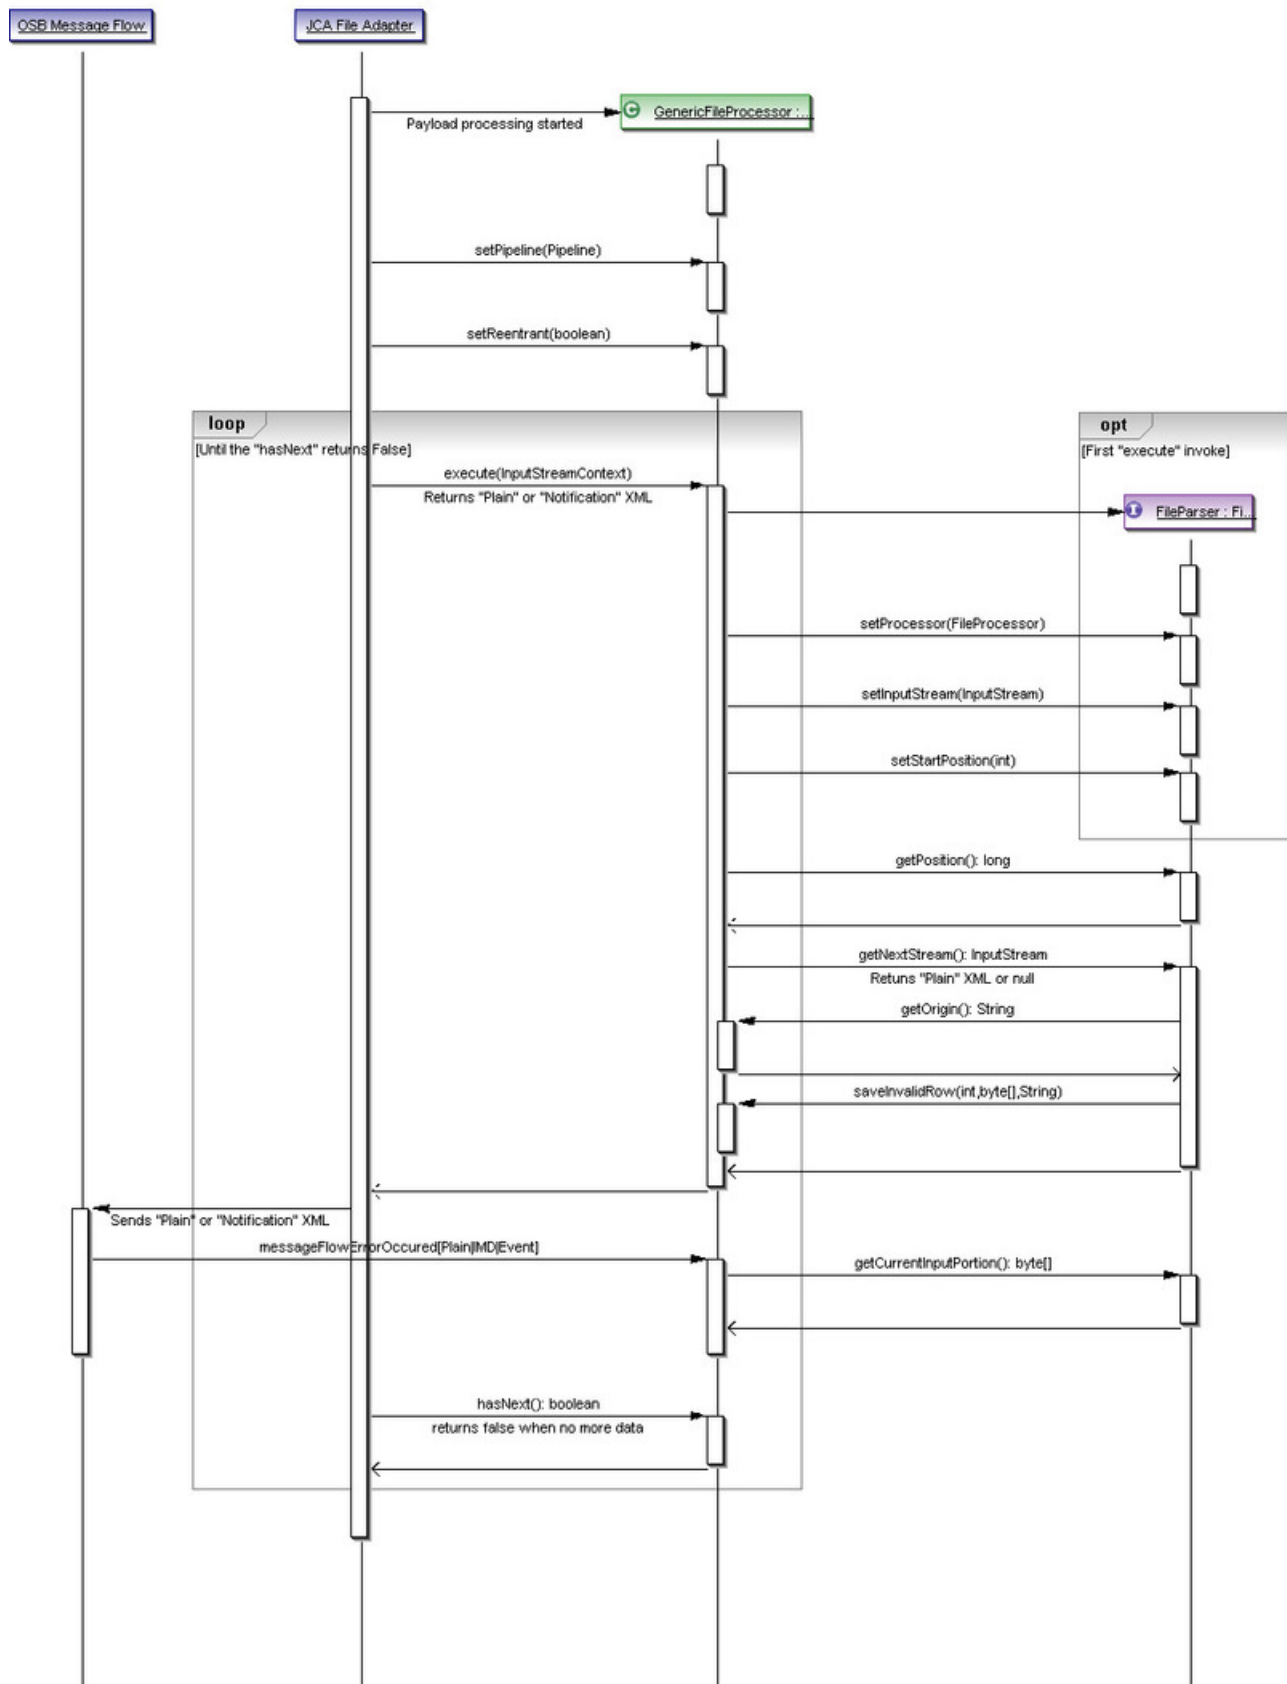 OSB Message Flow
JCA File Adapter
GenericFileProcessor :...
Payload processing started
setPipeline(Pipeline)
setReentrant(boolean)
loop
[Until the "hasNext" returns False]
opt
[First "execute" invoke]
execute(InputStreamContext)
Returns "Plain" or "Notification" XML
FileParser : Fi...
setProcessor(FileProcessor)
setInputStream(InputStream)
setStartPosition(int)
getPosition(): long
getNextStream(): InputStream
Retuns "Plain" XML or null
getOrigin(): String
saveInvalidRow(int,byte[],String)
Sends "Plain" or "Notification" XML
messageFlowErrorOccured[Plain|IMD|Event]
getCurrentInputPortion(): byte[]
hasNext(): boolean
returns false when no more data